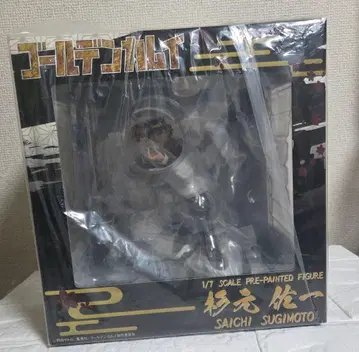 ゴールデンカムイ
1/7 SCALE PRE-PAINTED FIGURE
杉元 佐一
SAICHI SUGIMOTO